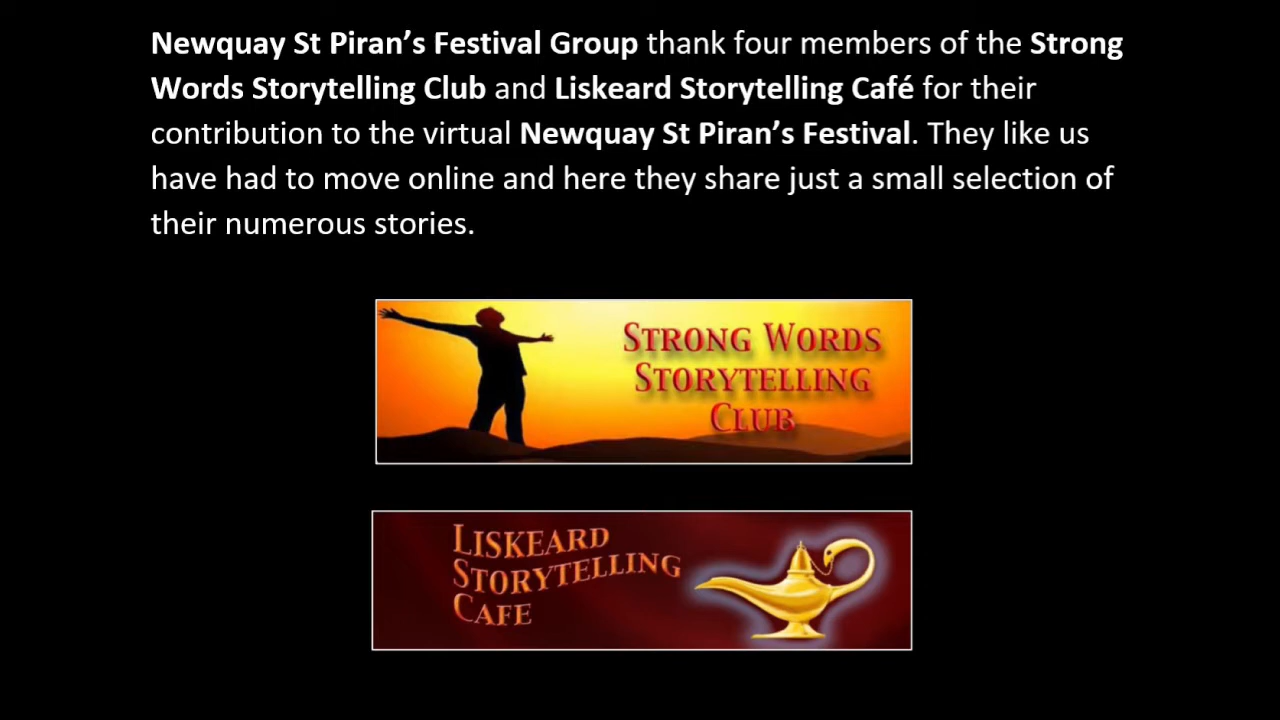 Newquay St Piran’s Festival Group thank four members of the Strong
Words Storytelling Club and Liskeard Storytelling Café for their
contribution to the virtual Newquay St Piran’s Festival. They like us
have had to move online and here they share just a small selection of
their numerous stories.
STRONG WORDS
STORYTELLING
CLUB
LISKEARD
STORYTELLING
CAFE